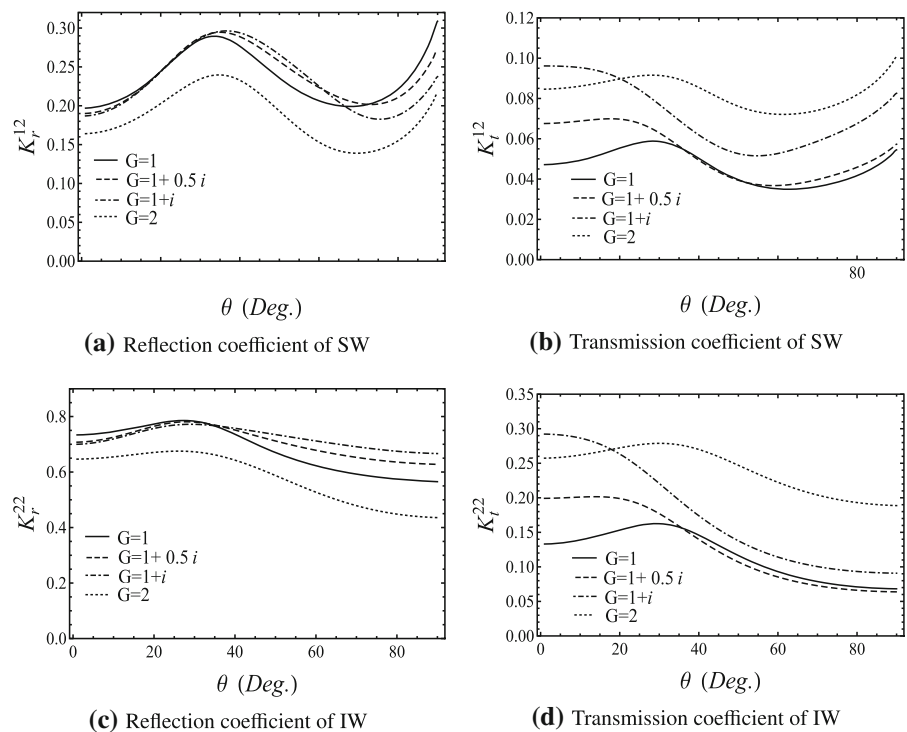 0.30
0.25
0.20
0.15
0.10
0.05
0.00
K_r^{12}
G=1
G=1+ 0.5 i
G=1+i
G=2
θ (Deg.)
(a) Reflection coefficient of SW
0.12
0.10
0.08
0.06
0.04
0.02
0.00
K_t^{12}
G=1
G=1+ 0.5 i
G=1+i
G=2
80
θ (Deg.)
(b) Transmission coefficient of SW
0.8
0.6
0.4
0.2
0.0
K_r^{22}
G=1
G=1+ 0.5 i
G=1+i
G=2
0 20 40 60 80
θ (Deg.)
(c) Reflection coefficient of IW
0.35
0.30
0.25
0.20
0.15
0.10
0.05
0.00
K_t^{22}
G=1
G=1+ 0.5 i
G=1+i
G=2
0 20 40 60 80
θ (Deg.)
(d) Transmission coefficient of IW